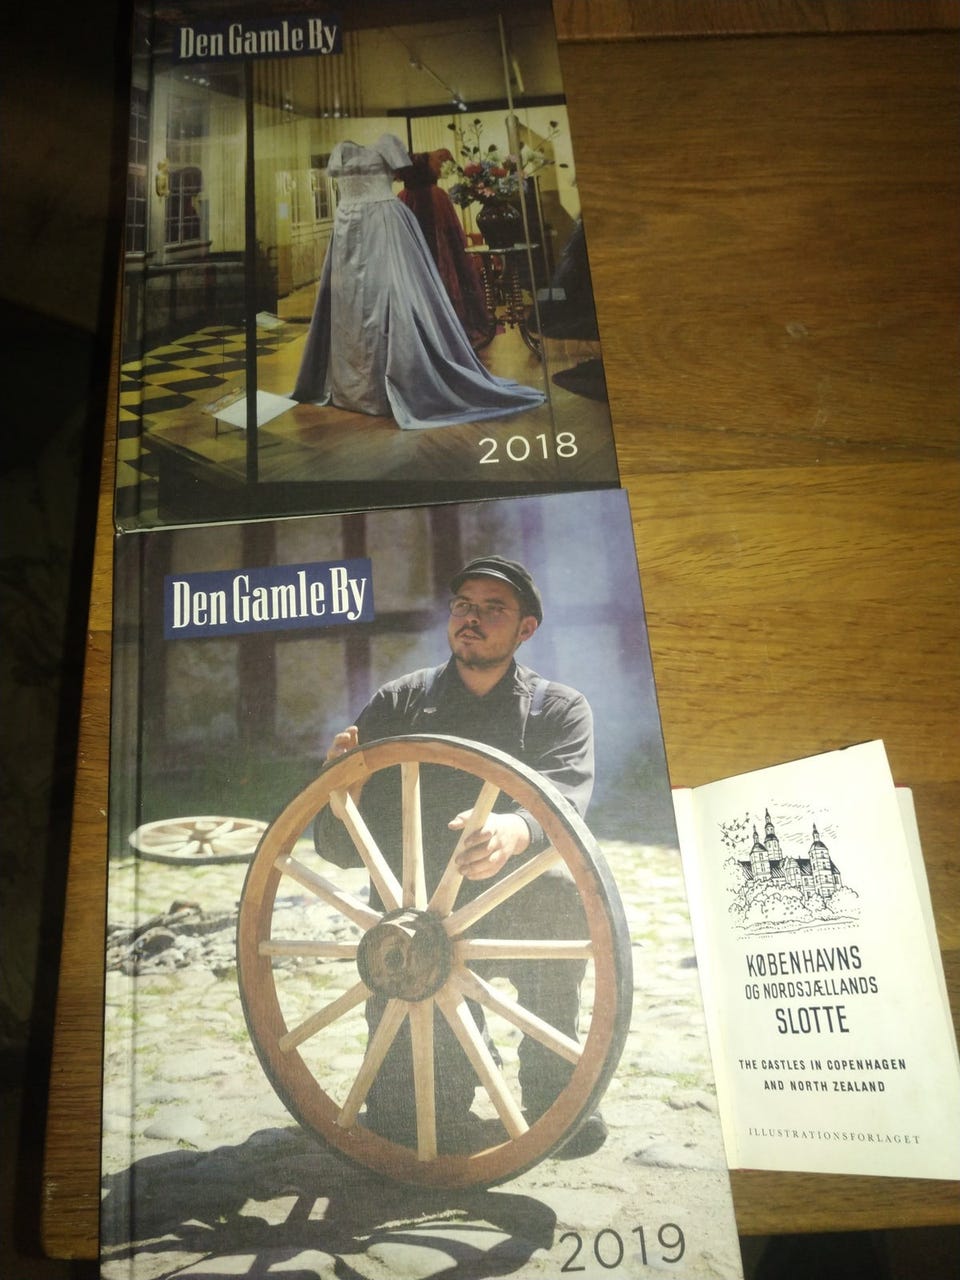 Den Gamle By
2018
Den Gamle By
2019
KØBENHAVNS
OG NORDSJÆLLANDS
SLOTTE
THE CASTLES IN COPENHAGEN
AND NORTH ZEALAND
ILLUSTRATIONSFORLAGET